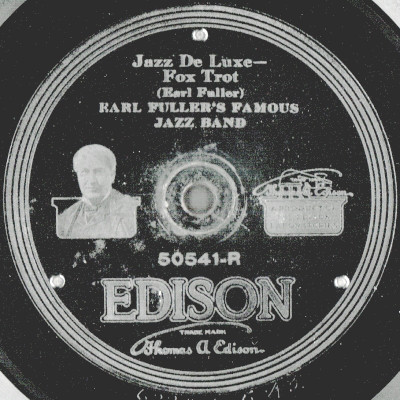 Jazz De Luxe—
Fox Trot
(Earl Fuller)
EARL FULLER'S FAMOUS
JAZZ BAND
50541-R
EDISON
TRADE MARK
Thomas A Edison